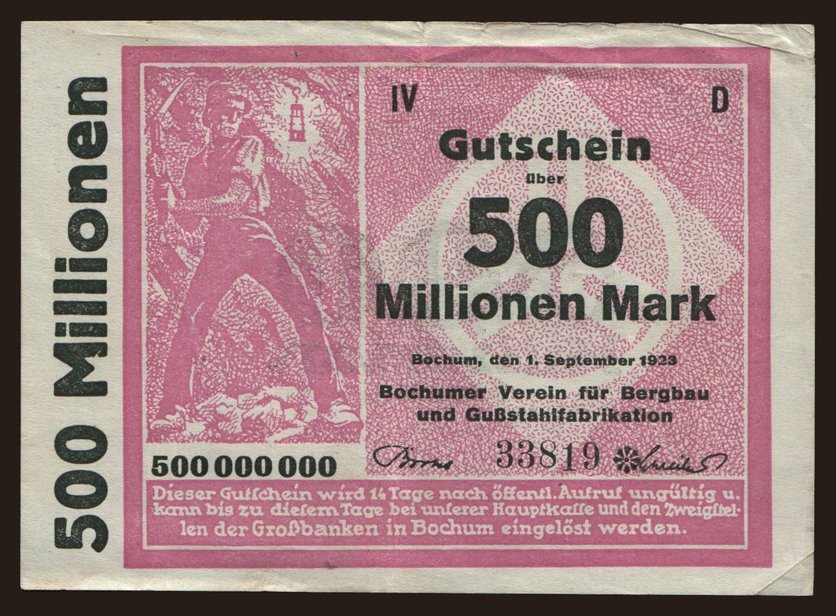 500 Millionen
IV D
Gutschein
über
500
Millionen Mark
Bochum, den 1. September 1923
Bochumer Verein für Bergbau
und Gußstahlfabrikation
33819
500 000 000
Dieser Gutſchein wird 14 Tage nach öffentl. Aufruf ungültig u.
kann bis zu dieſem Tage bei unſerer Hauptkaſſe und den Zweigſtel-
len der Großbanken in Bochum eingelöst werden.